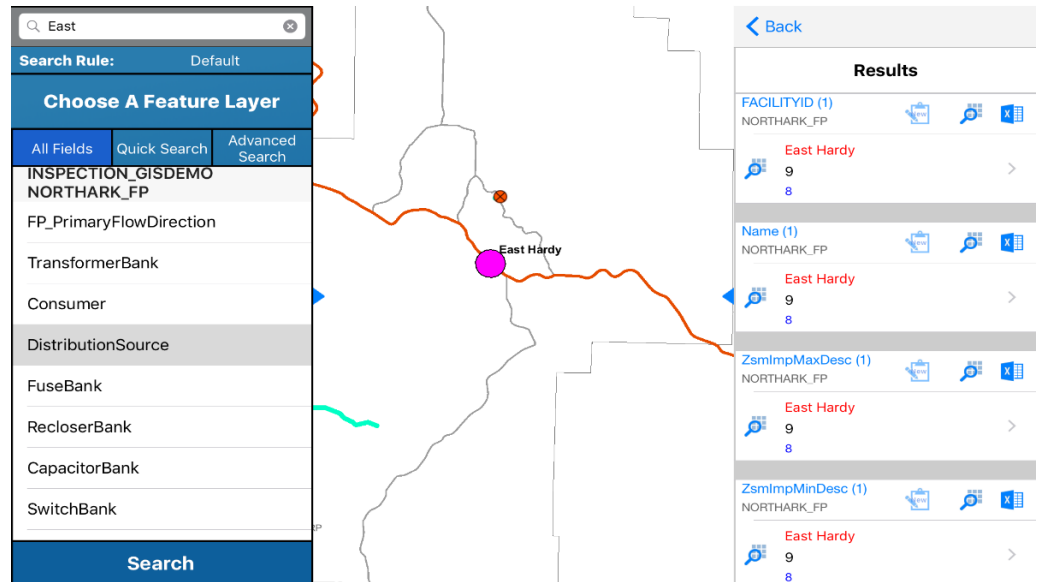 East
Search Rule: Default
Choose A Feature Layer
All Fields
Quick Search
Advanced
Search
INSPECTION_GISDEMO
NORTHARK_FP
FP_PrimaryFlowDirection
TransformerBank
Consumer
DistributionSource
FuseBank
RecloserBank
CapacitorBank
SwitchBank
Search
East Hardy
RP
Back
Results
FACILITYID (1)
NORTHARK_FP
East Hardy
9
8
Name (1)
NORTHARK_FP
East Hardy
9
8
ZsmImpMaxDesc (1)
NORTHARK_FP
East Hardy
9
8
ZsmImpMinDesc (1)
NORTHARK_FP
East Hardy
9
8